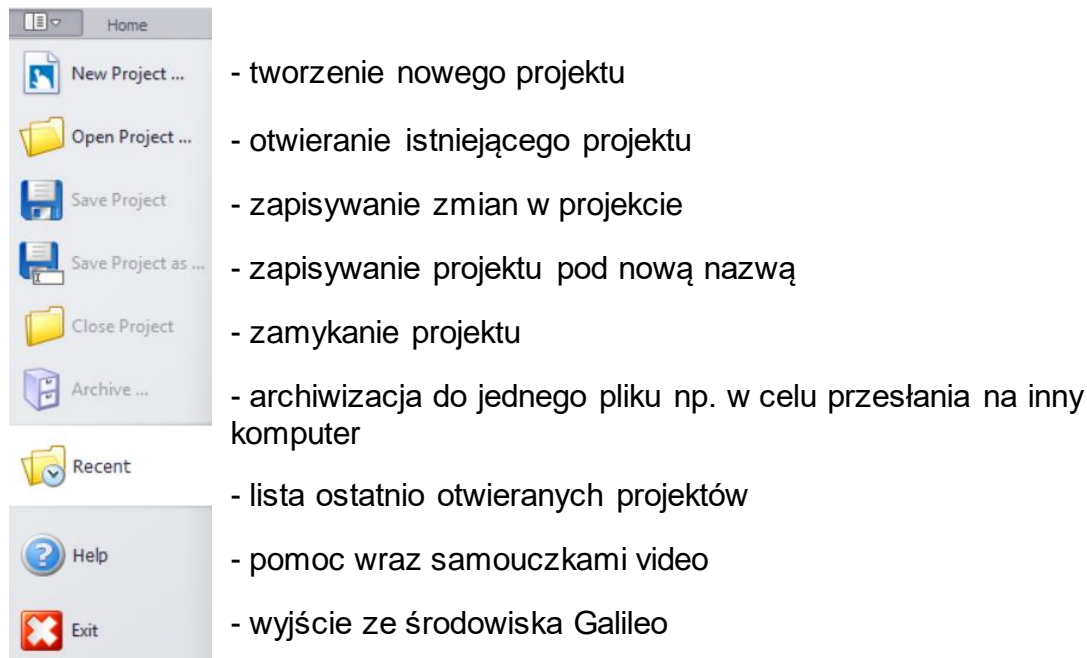 Home
New Project ...
- tworzenie nowego projektu
Open Project ...
- otwieranie istniejącego projektu
Save Project
- zapisywanie zmian w projekcie
Save Project as ...
- zapisywanie projektu pod nową nazwą
Close Project
- zamykanie projektu
Archive ...
- archiwizacja do jednego pliku np. w celu przesłania na inny
komputer
Recent
- lista ostatnio otwieranych projektów
Help
- pomoc wraz samouczkami video
Exit
- wyjście ze środowiska Galileo